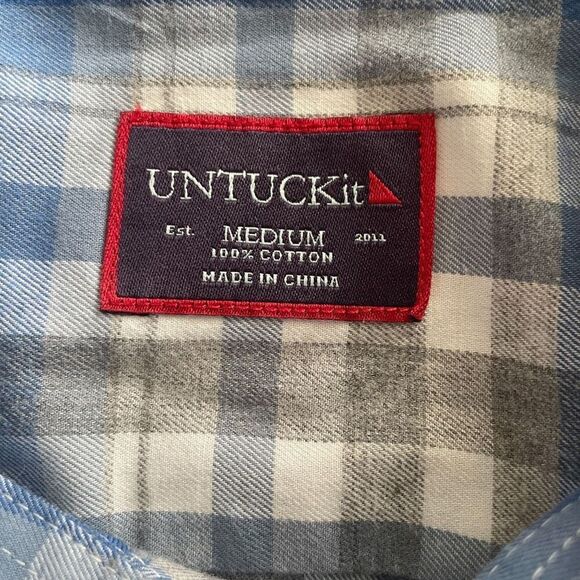 UNTUCKit
Est. MEDIUM 2011
100% COTTON
MADE IN CHINA